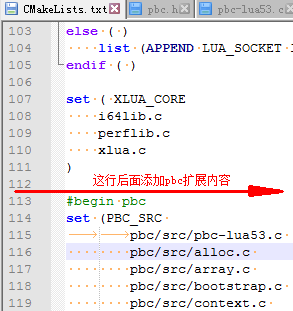 CMakeLists.txt pbc.h pbc-lua53.c
103 else ( )
104 ····list (APPEND LUA_SOCKET
105 endif ( )
106
107 set ( XLUA_CORE
108 ····i64lib.c
109 ····perflib.c
110 ····xlua.c
111 )
112 这行后面添加pbc扩展内容
113 #begin pbc
114 set (PBC_SRC
115 pbc/src/pbc-lua53.c
116 pbc/src/alloc.c
117 pbc/src/array.c
118 pbc/src/bootstrap.c
119 pbc/src/context.c